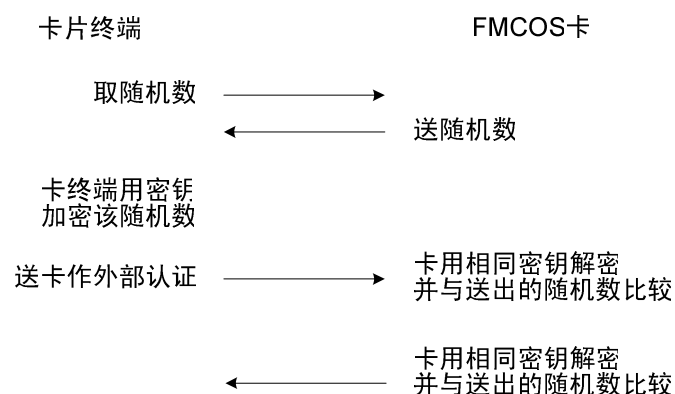 卡片终端 FMCOS卡
取随机数
送随机数
卡终端用密钥
加密该随机数
送卡作外部认证
卡用相同密钥解密
并与送出的随机数比较
卡用相同密钥解密
并与送出的随机数比较